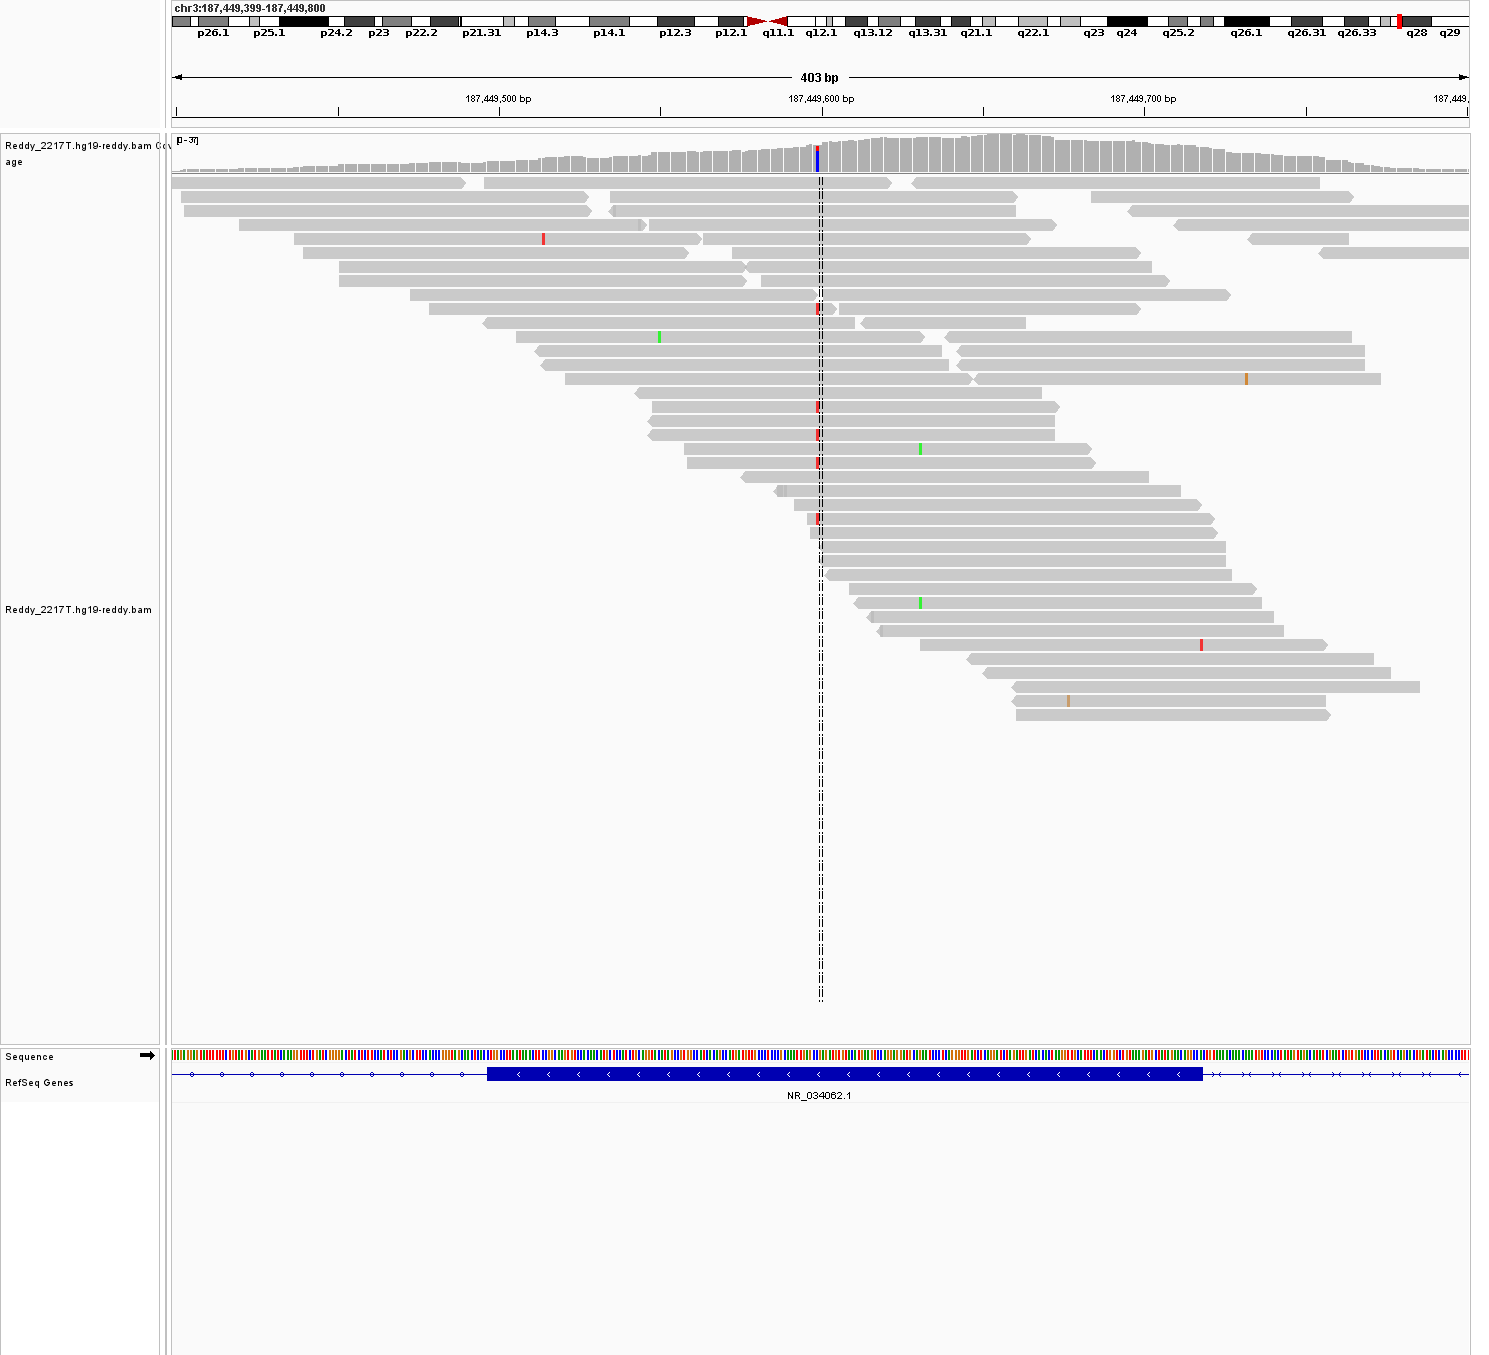 chr3:187,449,399-187,449,800
p26.1 p25.1 p24.2 p23 p22.2 p21.31 p14.3 p14.1 p12.3 p12.1 q11.1 q12.1 q13.12 q13.31 q21.1 q22.1 q23 q24 q25.2 q26.1 q26.31 q26.33 q28 q29
403 bp
187,449,500 bp 187,449,600 bp 187,449,700 bp 187,449,
Reddy_2217T.hg19-reddy.bam Cov
age
[0 - 37]
Reddy_2217T.hg19-reddy.bam
Sequence
RefSeq Genes
NR_034062.1